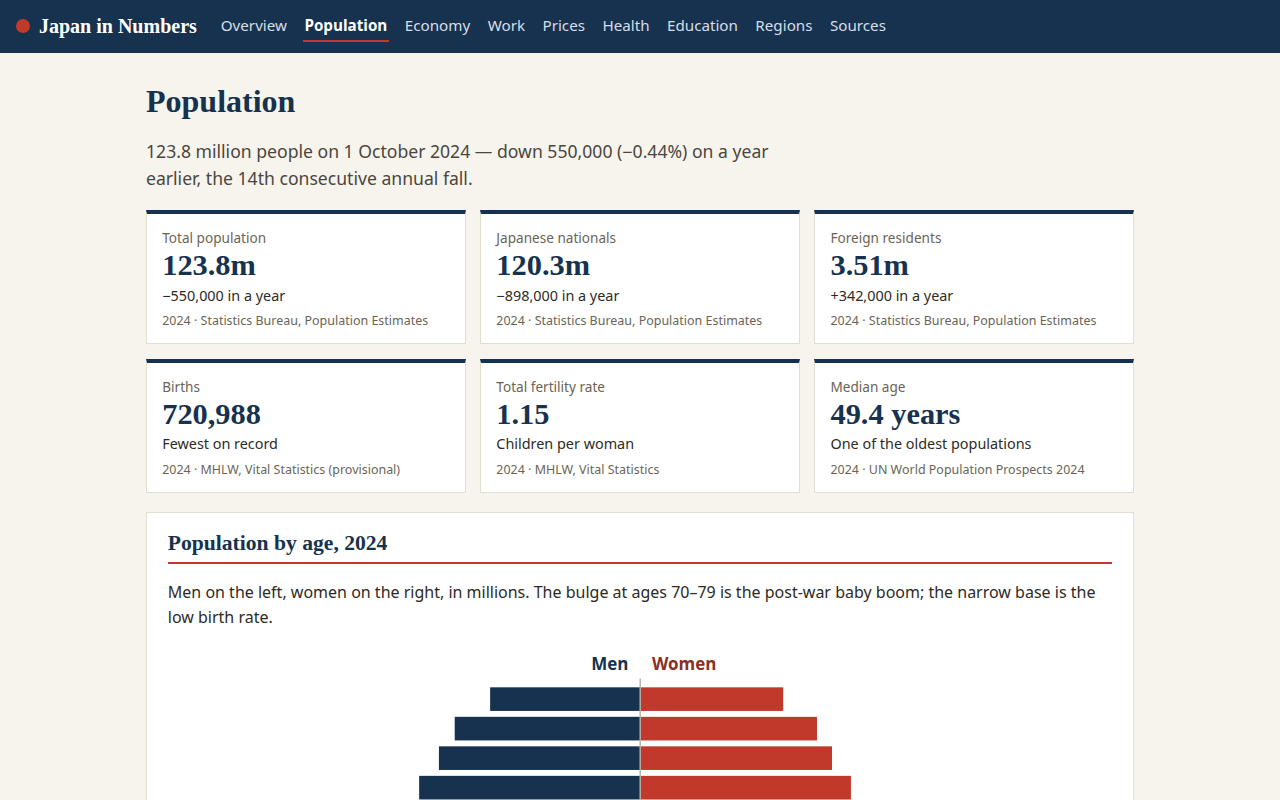 Japan in Numbers Overview Population Economy Work Prices Health Education Regions Sources
Population
123.8 million people on 1 October 2024 — down 550,000 (−0.44%) on a year
earlier, the 14th consecutive annual fall.
Total population
123.8m
−550,000 in a year
2024 · Statistics Bureau, Population Estimates
Japanese nationals
120.3m
−898,000 in a year
2024 · Statistics Bureau, Population Estimates
Foreign residents
3.51m
+342,000 in a year
2024 · Statistics Bureau, Population Estimates
Births
720,988
Fewest on record
2024 · MHLW, Vital Statistics (provisional)
Total fertility rate
1.15
Children per woman
2024 · MHLW, Vital Statistics
Median age
49.4 years
One of the oldest populations
2024 · UN World Population Prospects 2024
Population by age, 2024
Men on the left, women on the right, in millions. The bulge at ages 70–79 is the post-war baby boom; the narrow base is the
low birth rate.
Men Women